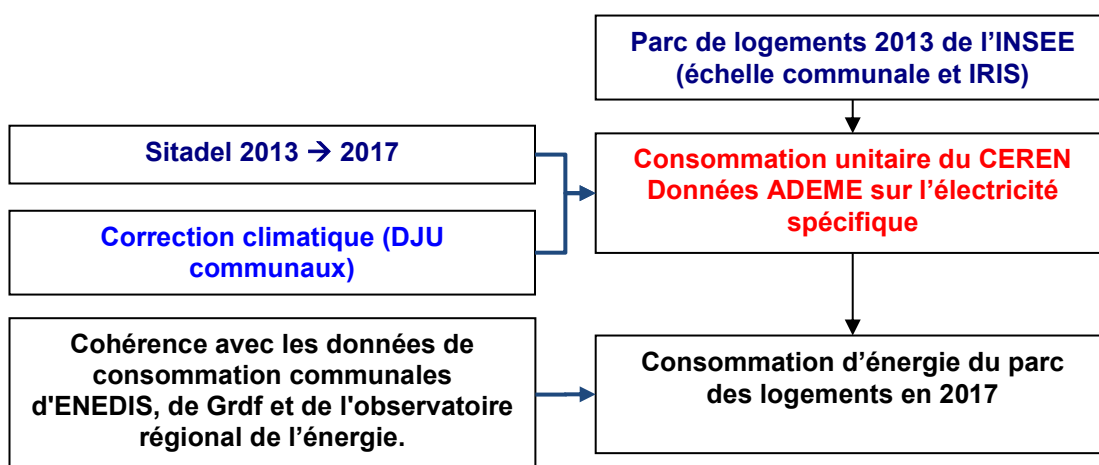 Parc de logements 2013 de l'INSEE
(échelle communale et IRIS)
Sitadel 2013 → 2017
Consommation unitaire du CEREN
Données ADEME sur l'électricité
spécifique
Correction climatique (DJU
communaux)
Cohérence avec les données de
consommation communales
d'ENEDIS, de Grdf et de l'observatoire
régional de l'énergie.
Consommation d'énergie du parc
des logements en 2017